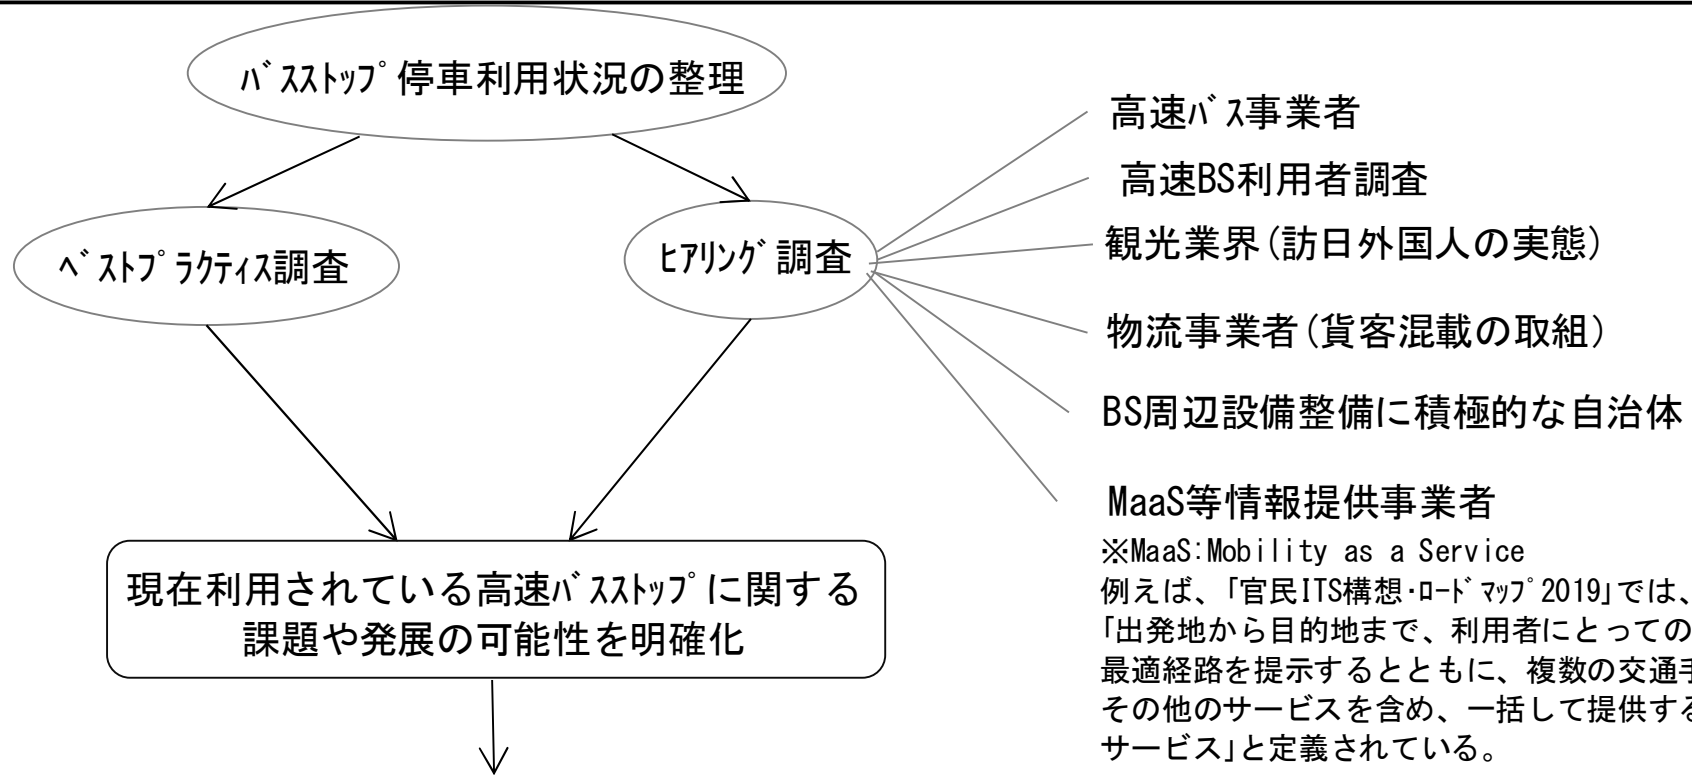 ﾊﾞｽｽﾄｯﾌﾟ停車利用状況の整理
ﾍﾞｽﾄﾌﾟﾗｸﾃｨｽ調査
ﾋｱﾘﾝｸﾞ調査
高速ﾊﾞｽ事業者
高速BS利用者調査
観光業界(訪日外国人の実態)
物流事業者(貨客混載の取組)
BS周辺設備整備に積極的な自治体
MaaS等情報提供事業者
※MaaS:Mobility as a Service
例えば、「官民ITS構想･ﾛｰﾄﾞﾏｯﾌﾟ2019」では、
「出発地から目的地まで、利用者にとっての
最適経路を提示するとともに、複数の交通手
その他のサービスを含め、一括して提供する
サービス」と定義されている。
現在利用されている高速ﾊﾞｽｽﾄｯﾌﾟに関する
課題や発展の可能性を明確化